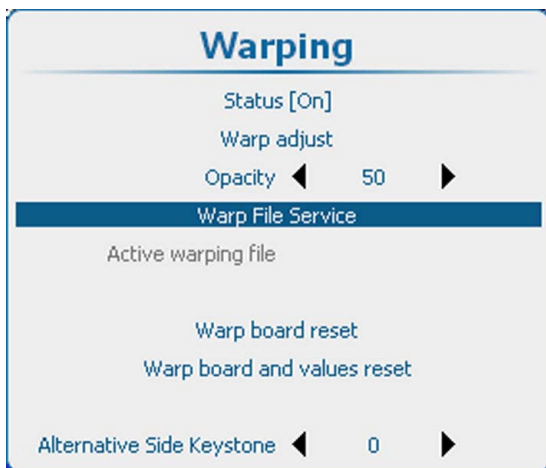 Warping
Status [On]
Warp adjust
Opacity 50
Warp File Service
Active warping file
Warp board reset
Warp board and values reset
Alternative Side Keystone 0